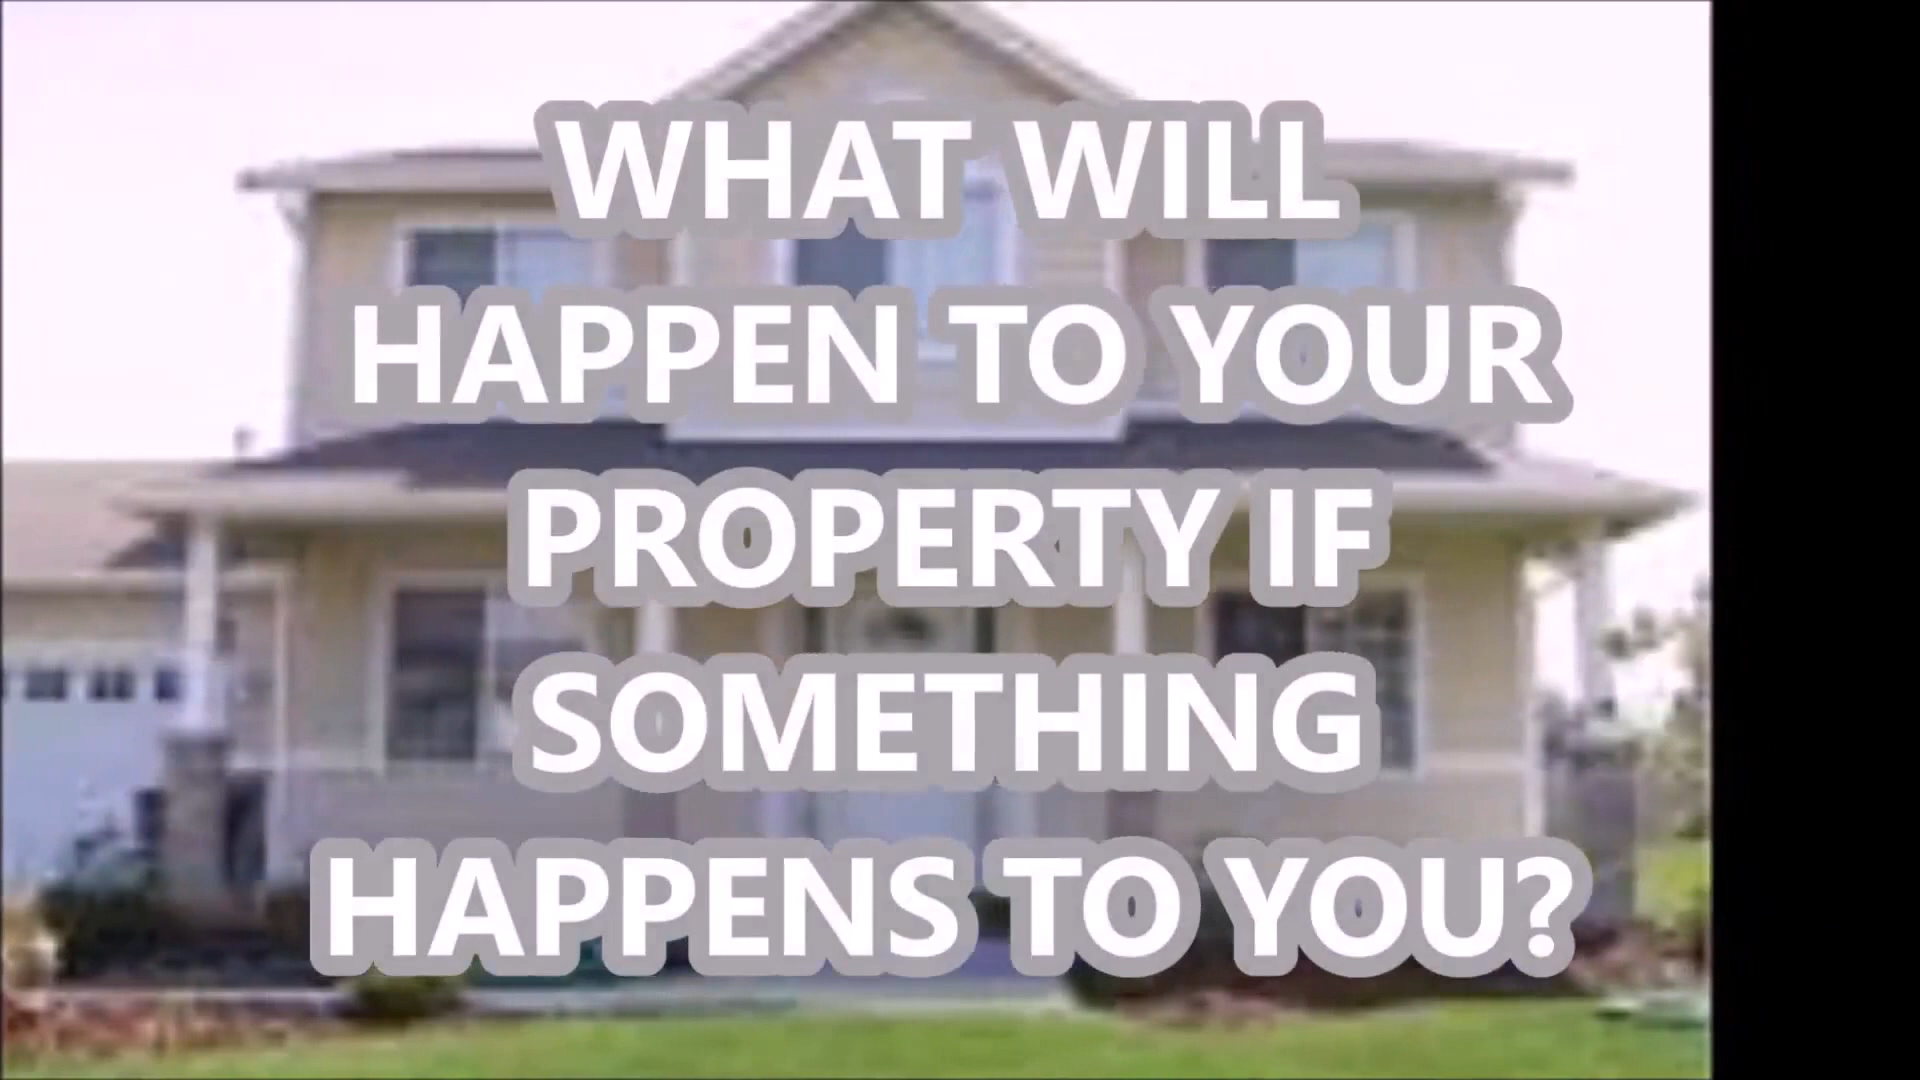 WHAT WILL
HAPPEN TO YOUR
PROPERTY IF
SOMETHING
HAPPENS TO YOU?